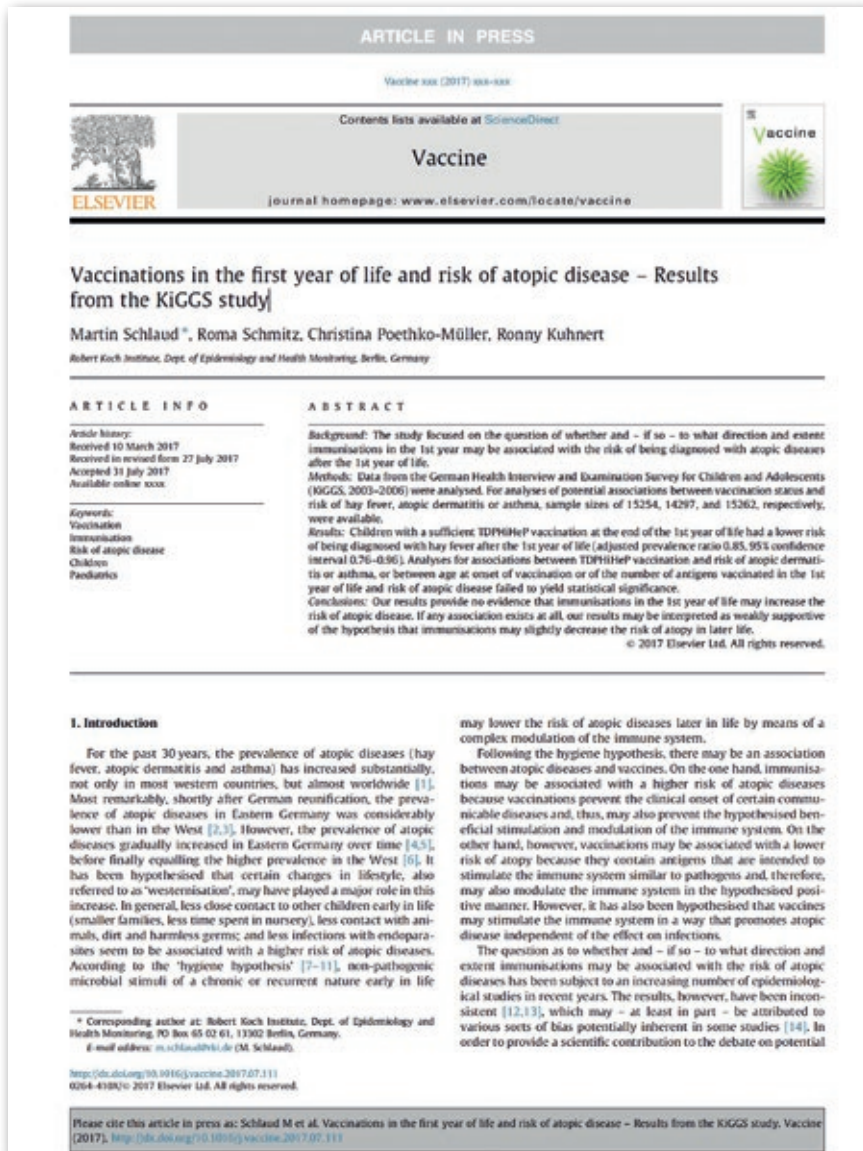 ARTICLE IN PRESS
Vaccine xxx (2017) xxx–xxx
Contents lists available at ScienceDirect
Vaccine
journal homepage: www.elsevier.com/locate/vaccine
ELSEVIER
Vaccine
Vaccinations in the first year of life and risk of atopic disease – Results
from the KiGGS study
Martin Schlaud *, Roma Schmitz, Christina Poethko-Müller, Ronny Kuhnert
Robert Koch Institute, Dept. of Epidemiology and Health Monitoring, Berlin, Germany
ARTICLE INFO
Article history:
Received 10 March 2017
Received in revised form 27 July 2017
Accepted 31 July 2017
Available online xxxx
Keywords:
Vaccination
Immunisation
Risk of atopic disease
Children
Paediatrics
ABSTRACT
Background: The study focused on the question of whether and – if so – to what direction and extent
immunisations in the 1st year may be associated with the risk of being diagnosed with atopic diseases
after the 1st year of life.
Methods: Data from the German Health Interview and Examination Survey for Children and Adolescents
(KiGGS, 2003–2006) were analysed. For analyses of potential associations between vaccination status and
risk of hay fever, atopic dermatitis or asthma, sample sizes of 15254, 14297, and 15262, respectively,
were available.
Results: Children with a sufficient TDPHiHeP vaccination at the end of the 1st year of life had a lower risk
of being diagnosed with hay fever after the 1st year of life (adjusted prevalence ratio 0.85, 95% confidence
interval 0.76–0.96). Analyses for associations between TDPHiHeP vaccination and risk of atopic dermati-
tis or asthma, or between age at onset of vaccination or of the number of antigens vaccinated in the 1st
year of life and risk of atopic disease failed to yield statistical significance.
Conclusions: Our results provide no evidence that immunisations in the 1st year of life may increase the
risk of atopic disease. If any association exists at all, our results may be interpreted as weakly supportive
of the hypothesis that immunisations may slightly decrease the risk of atopy in later life.
© 2017 Elsevier Ltd. All rights reserved.
1. Introduction
For the past 30 years, the prevalence of atopic diseases (hay
fever, atopic dermatitis and asthma) has increased substantially,
not only in most western countries, but almost worldwide [1].
Most remarkably, shortly after German reunification, the preva-
lence of atopic diseases in Eastern Germany was considerably
lower than in the West [2,3]. However, the prevalence of atopic
diseases gradually increased in Eastern Germany over time [4,5],
before finally equalling the higher prevalence in the West [6]. It
has been hypothesised that certain changes in lifestyle, also
referred to as 'westernisation', may have played a major role in this
increase. In general, less close contact to other children early in life
(smaller families, less time spent in nursery), less contact with ani-
mals, dirt and harmless germs; and less infections with endopara-
sites seem to be associated with a higher risk of atopic diseases.
According to the 'hygiene hypothesis' [7–11], non-pathogenic
microbial stimuli of a chronic or recurrent nature early in life
* Corresponding author at: Robert Koch Institute, Dept. of Epidemiology and
Health Monitoring, PO Box 65 02 61, 13302 Berlin, Germany.
E-mail address: m.schlaud@rki.de (M. Schlaud).
may lower the risk of atopic diseases later in life by means of a
complex modulation of the immune system.
Following the hygiene hypothesis, there may be an association
between atopic diseases and vaccines. On the one hand, immunisa-
tions may be associated with a higher risk of atopic diseases
because vaccinations prevent the clinical onset of certain commu-
nicable diseases and, thus, may also prevent the hypothesised ben-
eficial stimulation and modulation of the immune system. On the
other hand, however, vaccinations may be associated with a lower
risk of atopy because they contain antigens that are intended to
stimulate the immune system similar to pathogens and, therefore,
may also modulate the immune system in the hypothesised posi-
tive manner. However, it has also been hypothesised that vaccines
may stimulate the immune system in a way that promotes atopic
disease independent of the effect on infections.
The question as to whether and – if so – to what direction and
extent immunisations may be associated with the risk of atopic
diseases has been subject to an increasing number of epidemiolog-
ical studies in recent years. The results, however, have been incon-
sistent [12,13], which may – at least in part – be attributed to
various sorts of bias potentially inherent in some studies [14]. In
order to provide a scientific contribution to the debate on potential
http://dx.doi.org/10.1016/j.vaccine.2017.07.111
0264-410X/© 2017 Elsevier Ltd. All rights reserved.
Please cite this article in press as: Schlaud M et al. Vaccinations in the first year of life and risk of atopic disease – Results from the KiGGS study. Vaccine
(2017), http://dx.doi.org/10.1016/j.vaccine.2017.07.111